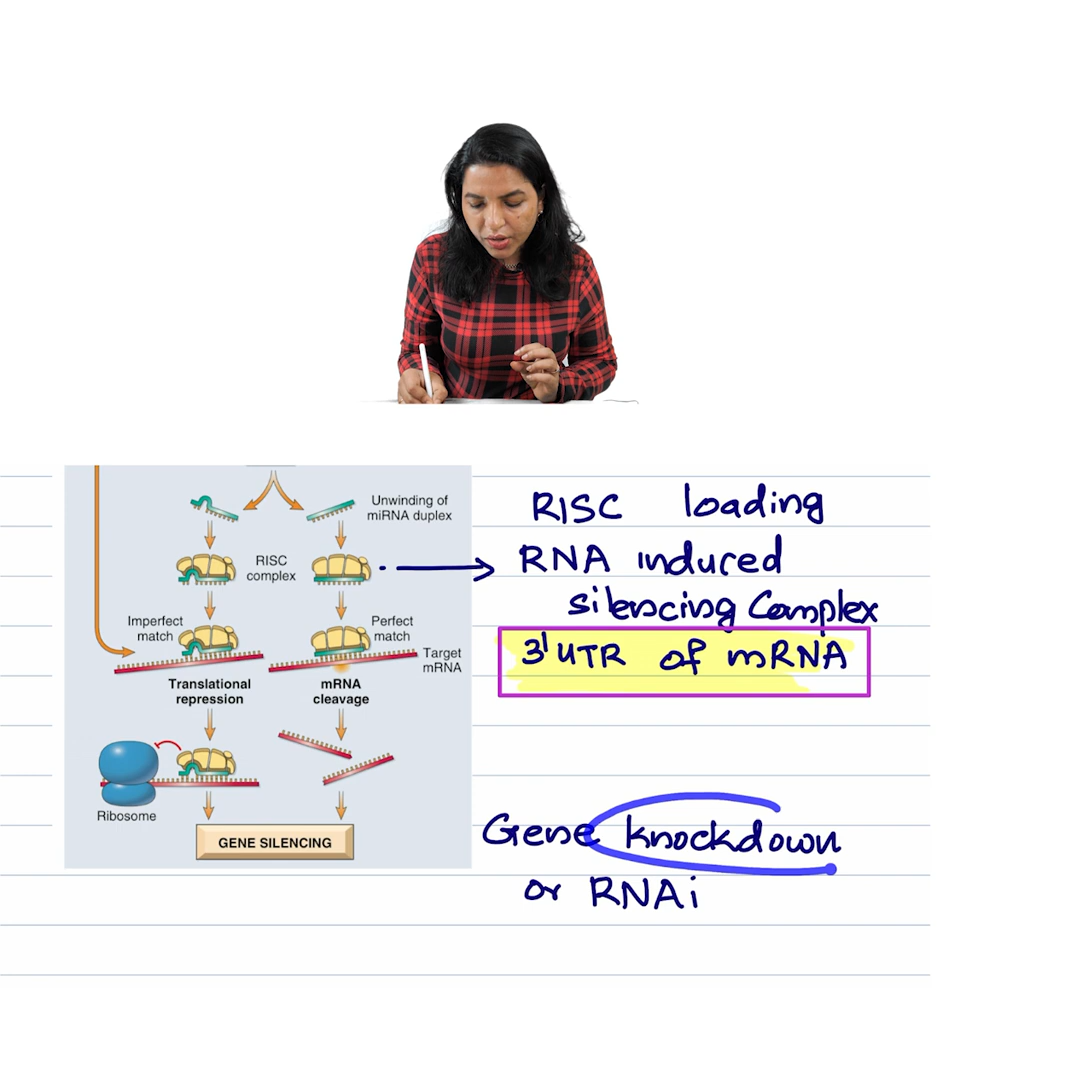 Unwinding of
miRNA duplex
RISC
complex
Imperfect
match
Perfect
match
Target
mRNA
Translational
repression
mRNA
cleavage
Ribosome
GENE SILENCING
RISC loading
RNA induced
silencing Complex
3' UTR of mRNA
Gene knockdown
or RNAi